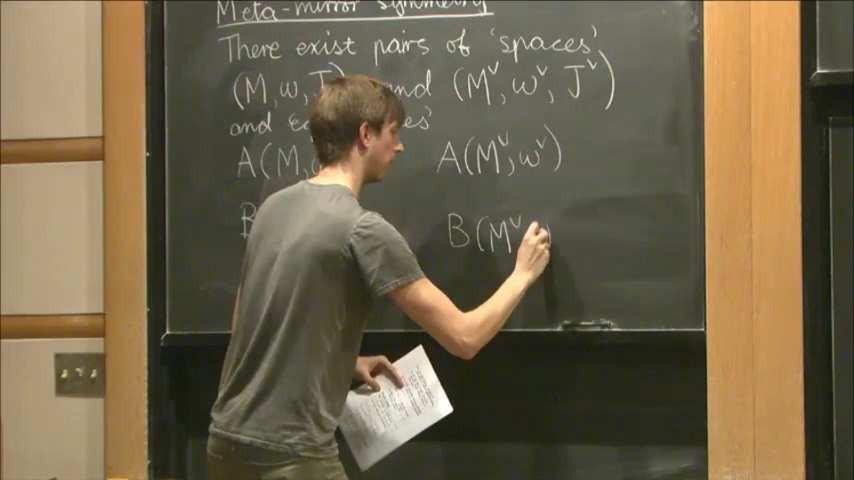 Meta-mirror symmetry
There exist pairs of 'spaces'
(M, ω, J) and (M^∨, ω^∨, J^∨)
and
A(M, A(M^∨, ω^∨)
B B(M^∨